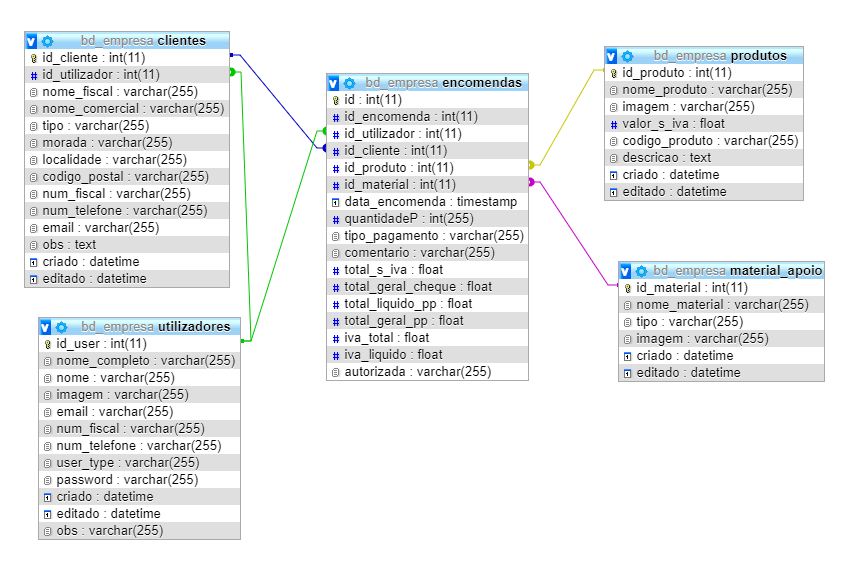 bd_empresa clientes
id_cliente : int(11)
id_utilizador : int(11)
nome_fiscal : varchar(255)
nome_comercial : varchar(255)
tipo : varchar(255)
morada : varchar(255)
localidade : varchar(255)
codigo_postal : varchar(255)
num_fiscal : varchar(255)
num_telefone : varchar(255)
email : varchar(255)
obs : text
criado : datetime
editado : datetime
bd_empresa utilizadores
id_user : int(11)
nome_completo : varchar(255)
nome : varchar(255)
imagem : varchar(255)
email : varchar(255)
num_fiscal : varchar(255)
num_telefone : varchar(255)
user_type : varchar(255)
password : varchar(255)
criado : datetime
editado : datetime
obs : varchar(255)
bd_empresa encomendas
id : int(11)
id_encomenda : int(11)
id_utilizador : int(11)
id_cliente : int(11)
id_produto : int(11)
id_material : int(11)
data_encomenda : timestamp
quantidadeP : int(255)
tipo_pagamento : varchar(255)
comentario : varchar(255)
total_s_iva : float
total_geral_cheque : float
total_liquido_pp : float
total_geral_pp : float
iva_total : float
iva_liquido : float
autorizada : varchar(255)
bd_empresa produtos
id_produto : int(11)
nome_produto : varchar(255)
imagem : varchar(255)
valor_s_iva : float
codigo_produto : varchar(255)
descricao : text
criado : datetime
editado : datetime
bd_empresa material_apoio
id_material : int(11)
nome_material : varchar(255)
tipo : varchar(255)
imagem : varchar(255)
criado : datetime
editado : datetime